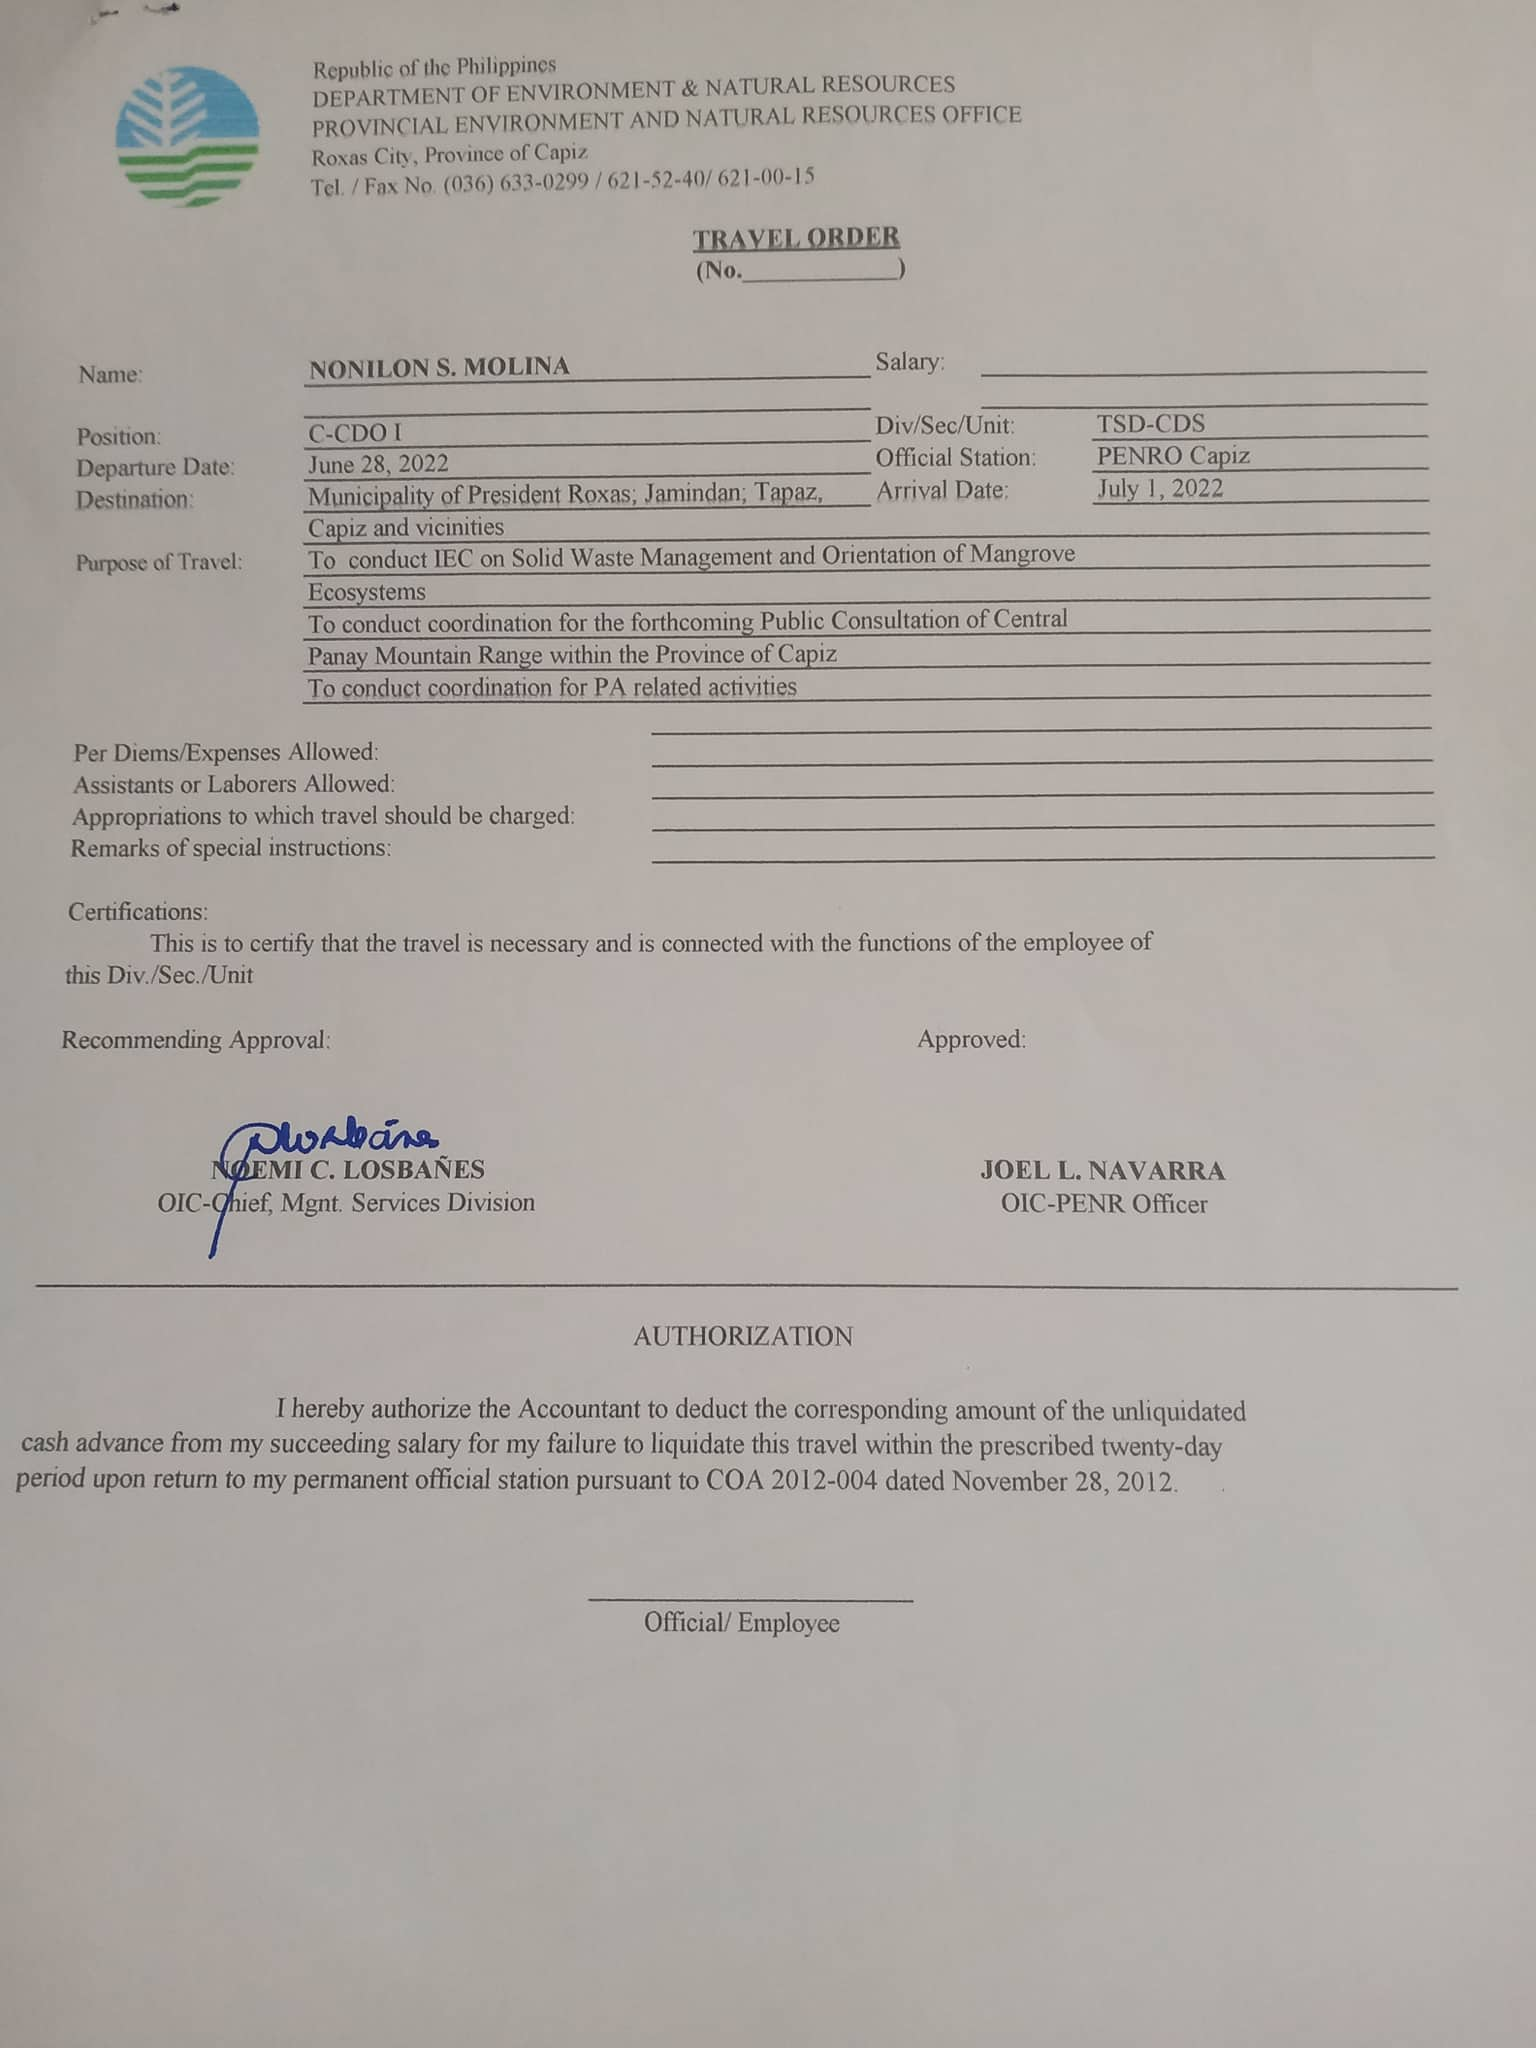 Republic of the Philippines
DEPARTMENT OF ENVIRONMENT & NATURAL RESOURCES
PROVINCIAL ENVIRONMENT AND NATURAL RESOURCES OFFICE
Roxas City, Province of Capiz
Tel. / Fax No. (036) 633-0299 / 621-52-40/ 621-00-15
TRAVEL ORDER
(No.____________)
Name: NONILON S. MOLINA Salary:
Position: C-CDO I Div/Sec/Unit: TSD-CDS
Departure Date: June 28, 2022 Official Station: PENRO Capiz
Destination: Municipality of President Roxas; Jamindan; Tapaz, Arrival Date: July 1, 2022
Capiz and vicinities
Purpose of Travel: To conduct IEC on Solid Waste Management and Orientation of Mangrove
Ecosystems
To conduct coordination for the forthcoming Public Consultation of Central
Panay Mountain Range within the Province of Capiz
To conduct coordination for PA related activities
Per Diems/Expenses Allowed:
Assistants or Laborers Allowed:
Appropriations to which travel should be charged:
Remarks of special instructions:
Certifications:
This is to certify that the travel is necessary and is connected with the functions of the employee of
this Div./Sec./Unit
Recommending Approval: Approved:
NOEMI C. LOSBAÑES JOEL L. NAVARRA
OIC-Chief, Mgnt. Services Division OIC-PENR Officer
AUTHORIZATION
I hereby authorize the Accountant to deduct the corresponding amount of the unliquidated
cash advance from my succeeding salary for my failure to liquidate this travel within the prescribed twenty-day
period upon return to my permanent official station pursuant to COA 2012-004 dated November 28, 2012.
Official/ Employee